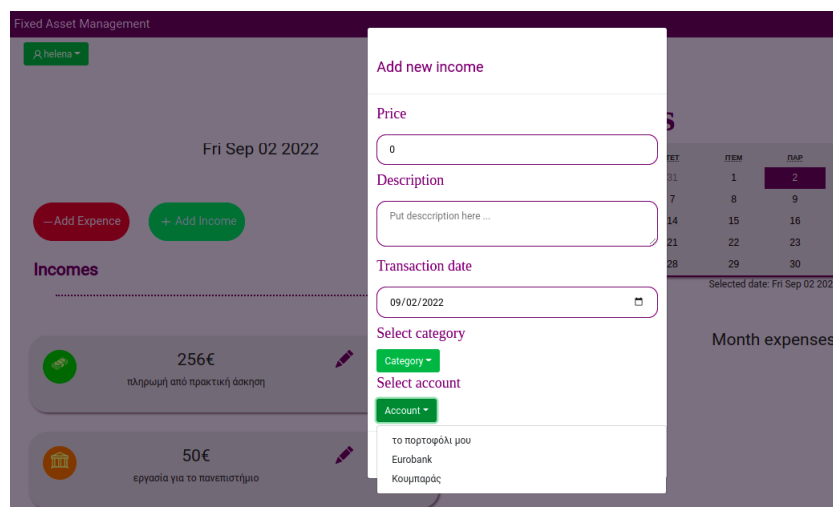 Fixed Asset Management
helena
Fri Sep 02 2022
Add Expence
+ Add Income
Incomes
256€
πληρωμή από πρακτική άσκηση
50€
εργασία για το πανεπιστήμιο
Add new income
Price
0
Description
Put desccription here ...
Transaction date
09/02/2022
Select category
Category
Select account
Account
το πορτοφόλι μου
Eurobank
Κουμπαράς
s
ΤΕΤ ΠΕΜ ΠΑΡ
31 1 2
7 8 9
14 15 16
21 22 23
28 29 30
Selected date: Fri Sep 02 202
Month expenses